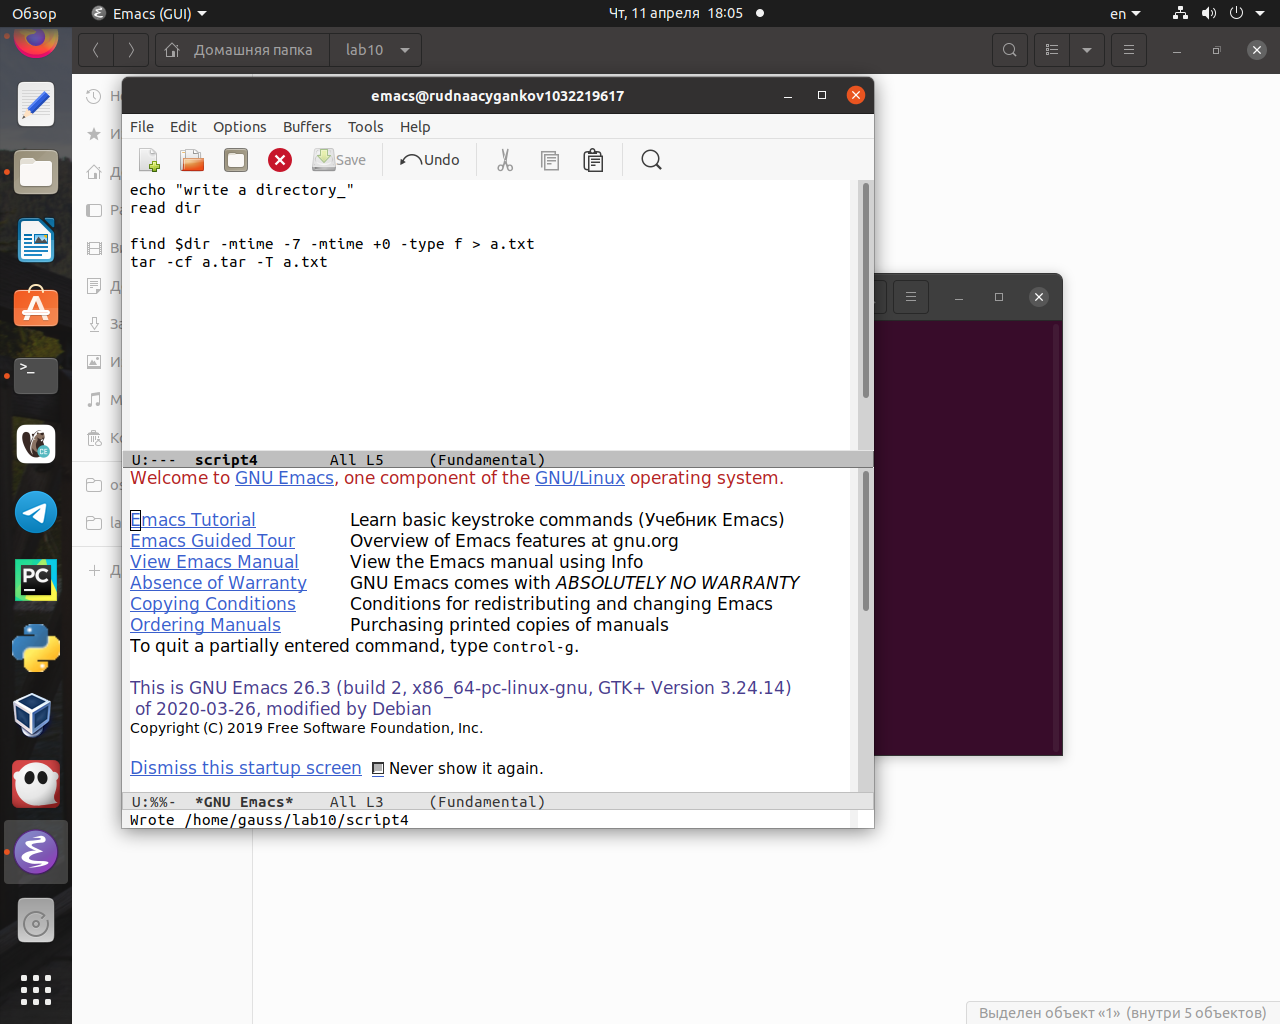 Обзор
Emacs (GUI)
Чт, 11 апреля 18:05
en
Домашняя папка
lab10
emacs@rudnaacygankov1032219617
File Edit Options Buffers Tools Help
Save
Undo
echo "write a directory_"
read dir
find $dir -mtime -7 -mtime +0 -type f > a.txt
tar -cf a.tar -T a.txt
U:--- script4 All L5 (Fundamental)
Welcome to GNU Emacs, one component of the GNU/Linux operating system.
Emacs Tutorial Learn basic keystroke commands (Учебник Emacs)
Emacs Guided Tour Overview of Emacs features at gnu.org
View Emacs Manual View the Emacs manual using Info
Absence of Warranty GNU Emacs comes with ABSOLUTELY NO WARRANTY
Copying Conditions Conditions for redistributing and changing Emacs
Ordering Manuals Purchasing printed copies of manuals
To quit a partially entered command, type Control-g.
This is GNU Emacs 26.3 (build 2, x86_64-pc-linux-gnu, GTK+ Version 3.24.14)
of 2020-03-26, modified by Debian
Copyright (C) 2019 Free Software Foundation, Inc.
Dismiss this startup screen Never show it again.
U:%%- *GNU Emacs* All L3 (Fundamental)
Wrote /home/gauss/lab10/script4
Выделен объект «1» (внутри 5 объектов)